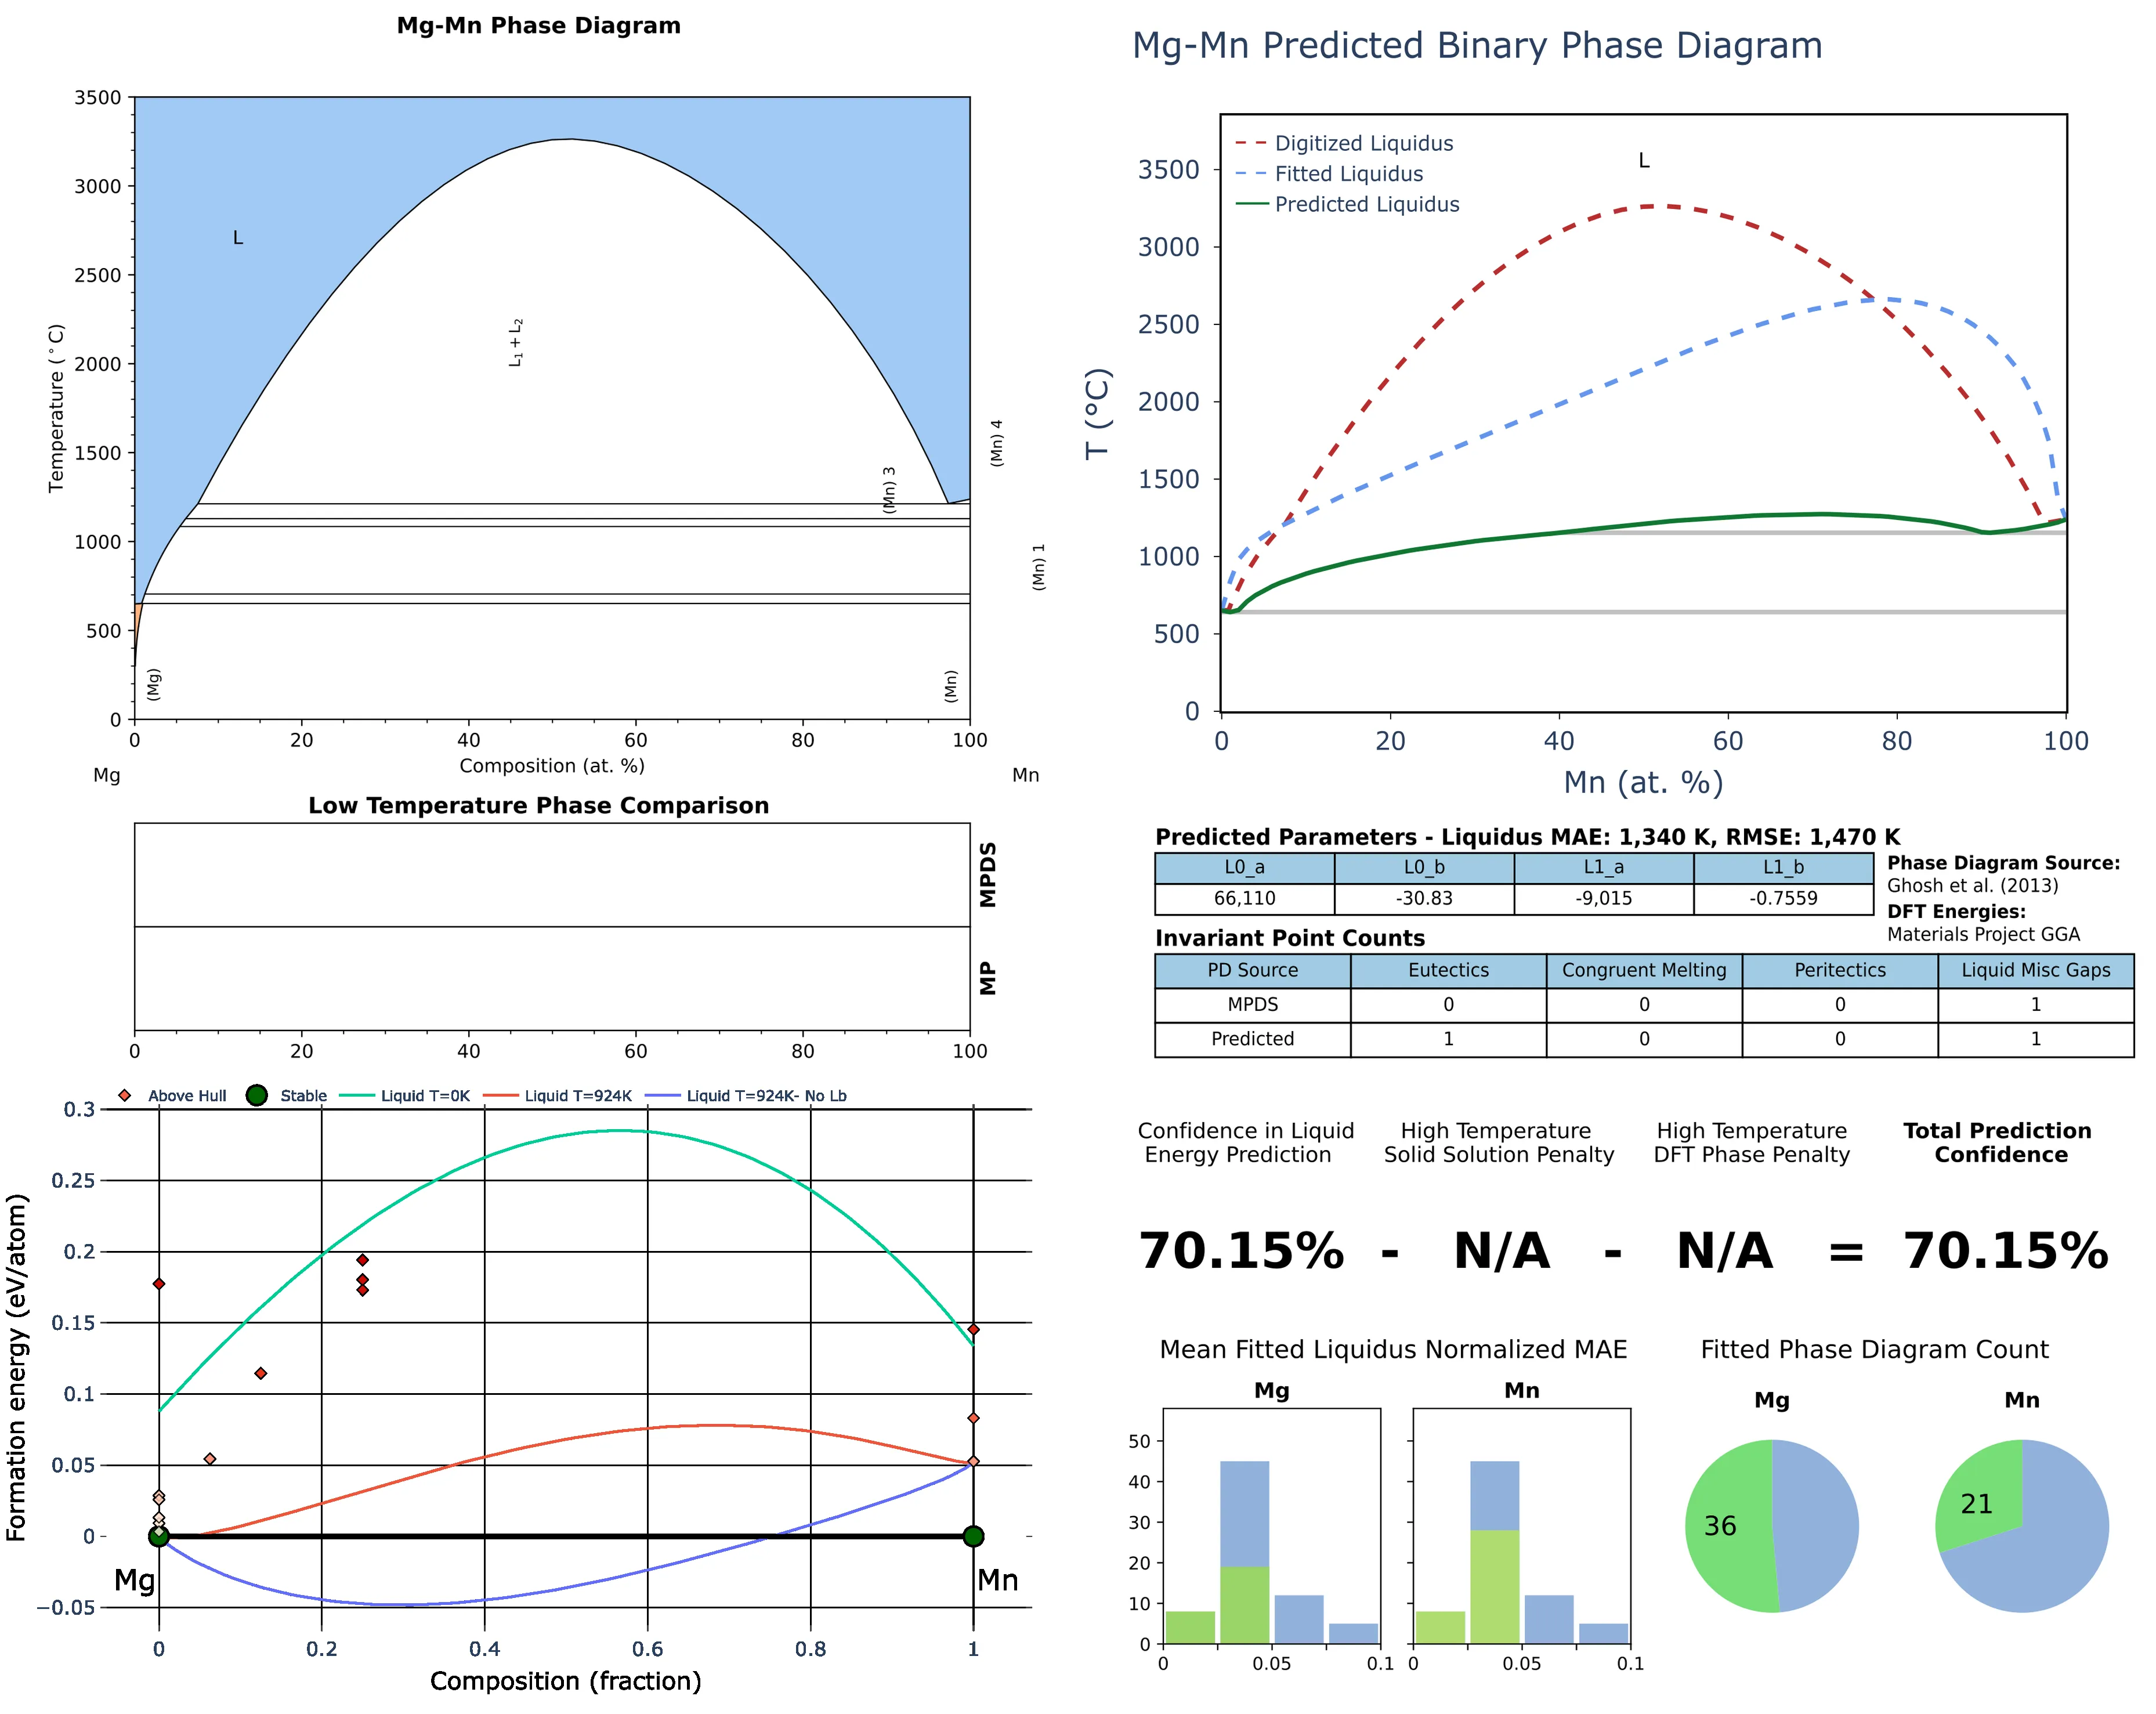 Mg-Mn Phase Diagram
3500
3000
2500
2000
1500
1000
500
0
Temperature (°C)
L
L₁ + L₂
(Mn) 3
(Mn) 4
(Mn) 1
(Mg)
(Mn)
0 20 40 60 80 100
Composition (at. %)
Mg Mn
Low Temperature Phase Comparison
MPDS
MP
0 20 40 60 80 100
Above Hull Stable Liquid T=0K Liquid T=924K Liquid T=924K- No Lb
0.3
0.25
0.2
0.15
0.1
0.05
0
−0.05
Formation energy (eV/atom)
Mg Mn
0 0.2 0.4 0.6 0.8 1
Composition (fraction)
Mg-Mn Predicted Binary Phase Diagram
Digitized Liquidus
Fitted Liquidus
Predicted Liquidus
L
3500
3000
2500
2000
1500
1000
500
0
T (°C)
0 20 40 60 80 100
Mn (at. %)
Predicted Parameters - Liquidus MAE: 1,340 K, RMSE: 1,470 K
L0_a L0_b L1_a L1_b
66,110 -30.83 -9,015 -0.7559
Phase Diagram Source:
Ghosh et al. (2013)
DFT Energies:
Materials Project GGA
Invariant Point Counts
PD Source Eutectics Congruent Melting Peritectics Liquid Misc Gaps
MPDS 0 0 0 1
Predicted 1 0 0 1
Confidence in Liquid
Energy Prediction
High Temperature
Solid Solution Penalty
High Temperature
DFT Phase Penalty
Total Prediction
Confidence
70.15% - N/A - N/A = 70.15%
Mean Fitted Liquidus Normalized MAE
Mg Mn
50
40
30
20
10
0
0 0.05 0.1 0 0.05 0.1
Fitted Phase Diagram Count
Mg Mn
36 21